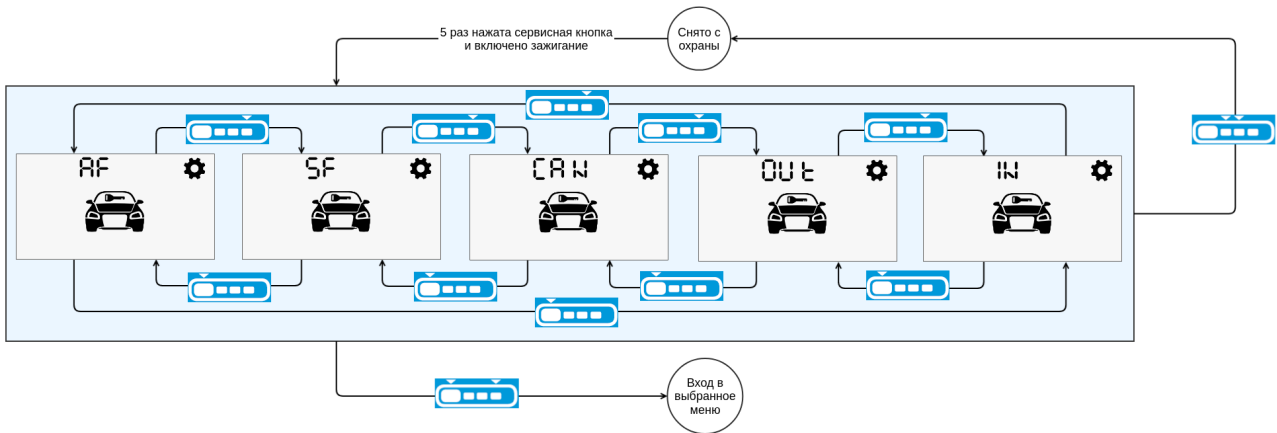 5 раз нажата сервисная кнопка
и включено зажигание
Снято с
охраны
AF
SF
CAN
OUt
IN
Вход в
выбранное
меню